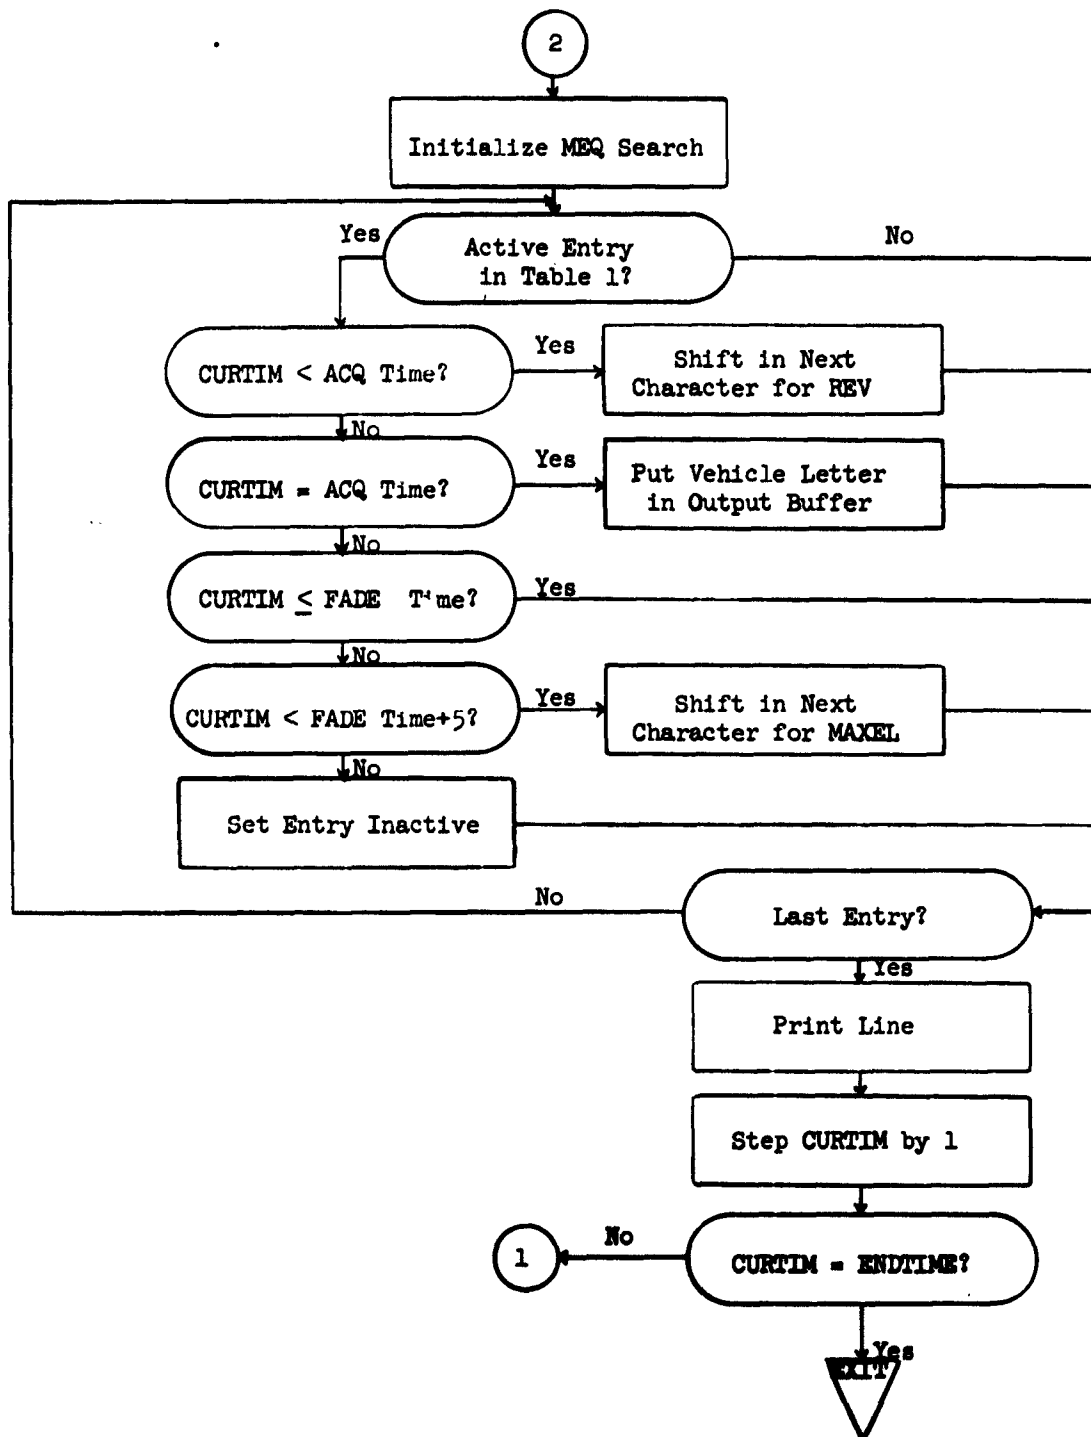 2
Initialize MEQ Search
Active Entry
in Table 1?
Yes
No
CURTIM < ACQ Time?
Yes
Shift in Next
Character for REV
No
CURTIM = ACQ Time?
Yes
Put Vehicle Letter
in Output Buffer
No
CURTIM ≤ FADE Time?
Yes
No
CURTIM < FADE Time+5?
Yes
Shift in Next
Character for MAXEL
No
Set Entry Inactive
No
Last Entry?
Yes
Print Line
Step CURTIM by 1
1
No
CURTIM = ENDTIME?
Yes
EXIT